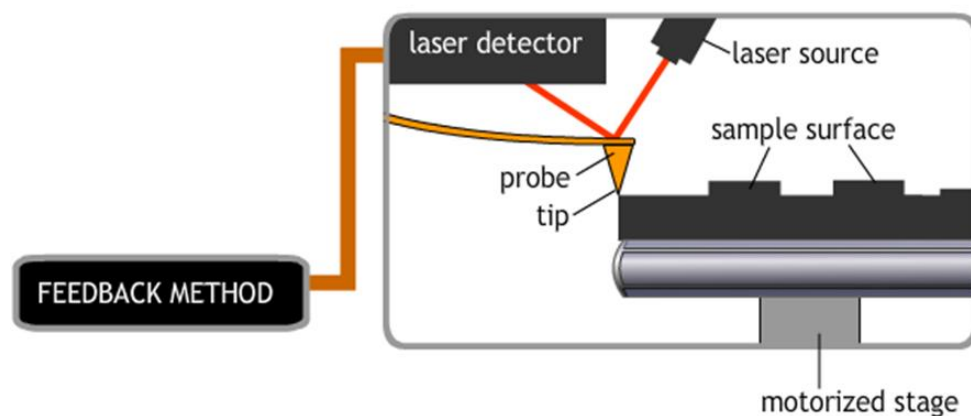 laser detector
laser source
sample surface
probe
tip
FEEDBACK METHOD
motorized stage